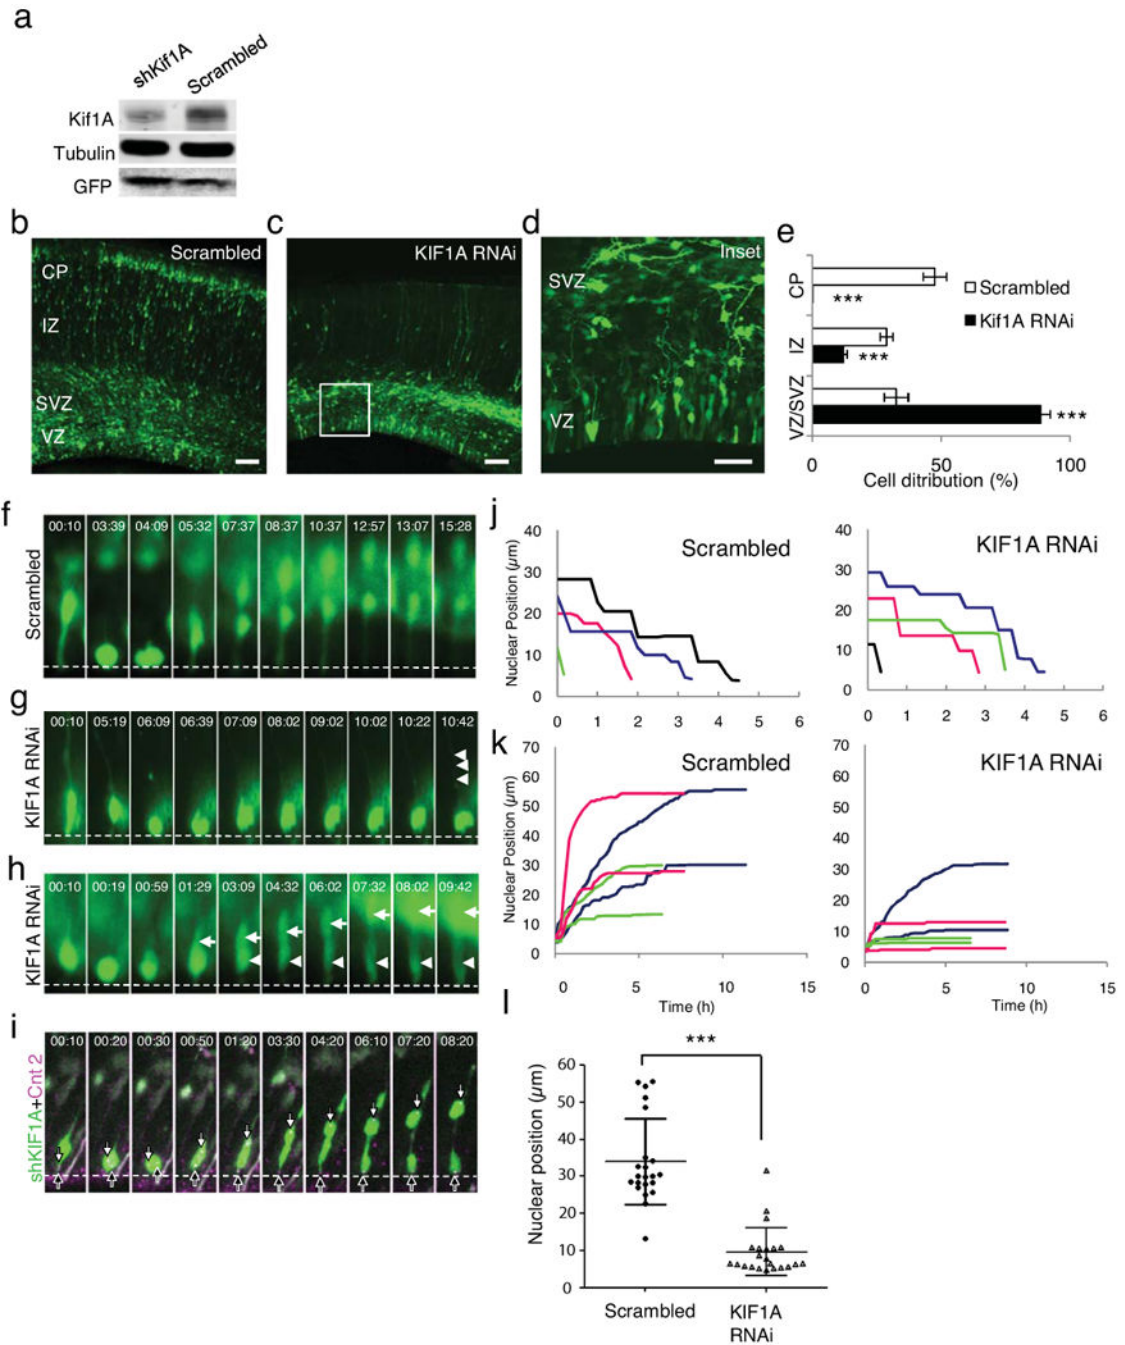 a
shKif1A Scrambled
Kif1A
Tubulin
GFP
b
Scrambled
CP
IZ
SVZ
VZ
c
KIF1A RNAi
d
Inset
SVZ
VZ
e
CP
IZ
VZ/SVZ
***
***
***
Scrambled
Kif1A RNAi
0 50 100
Cell ditribution (%)
f
Scrambled
00:10 03:39 04:09 05:32 07:37 08:37 10:37 12:57 13:07 15:28
g
KIF1A RNAi
00:10 05:19 06:09 06:39 07:09 08:02 09:02 10:02 10:22 10:42
h
KIF1A RNAi
00:10 00:19 00:59 01:29 03:09 04:32 06:02 07:32 08:02 09:42
i
shKIF1A+Cnt 2
00:10 00:20 00:30 00:50 01:20 03:30 04:20 06:10 07:20 08:20
j
Nuclear Position (µm)
40
30
20
10
0
0 1 2 3 4 5 6
Scrambled
40
30
20
10
0
0 1 2 3 4 5 6
KIF1A RNAi
k
Nuclear Position (µm)
70
60
50
40
30
20
10
0
0 5 10 15
Time (h)
Scrambled
70
60
50
40
30
20
10
0
0 5 10 15
Time (h)
KIF1A RNAi
l
***
Nuclear position (µm)
60
50
40
30
20
10
0
Scrambled
KIF1A
RNAi